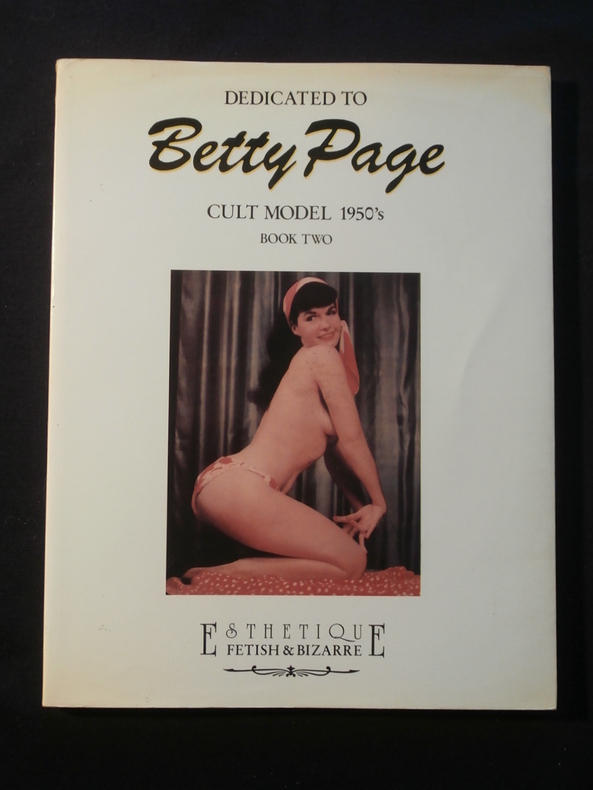 DEDICATED TO
Betty Page
CULT MODEL 1950's
BOOK TWO
ESTHETIQUE
FETISH & BIZARRE